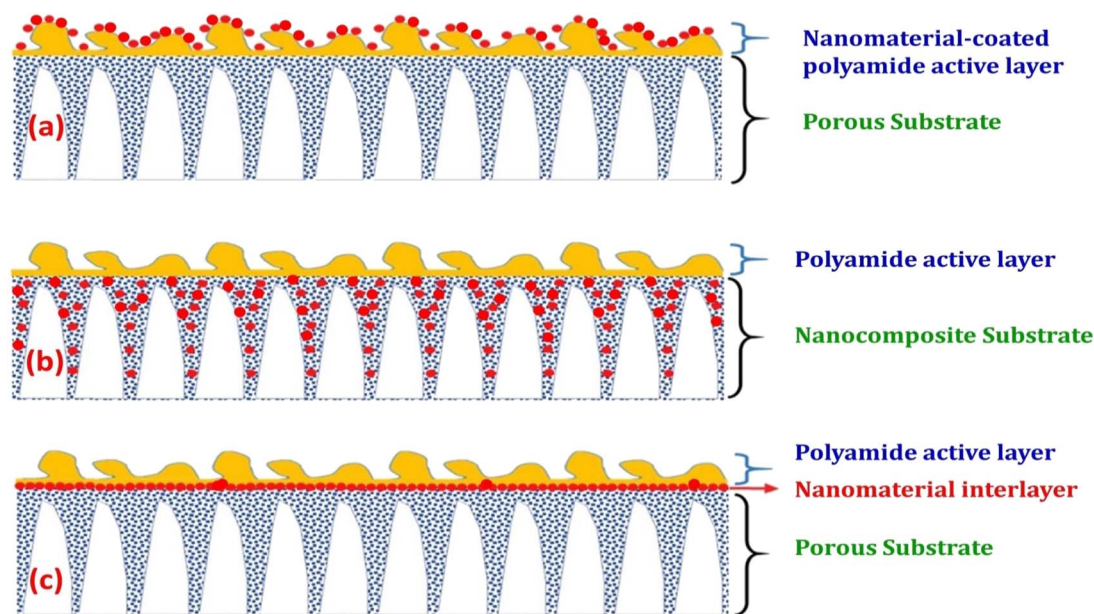 Nanomaterial-coated
polyamide active layer
(a)
Porous Substrate
Polyamide active layer
Nanocomposite Substrate
(b)
Polyamide active layer
Nanomaterial interlayer
Porous Substrate
(c)